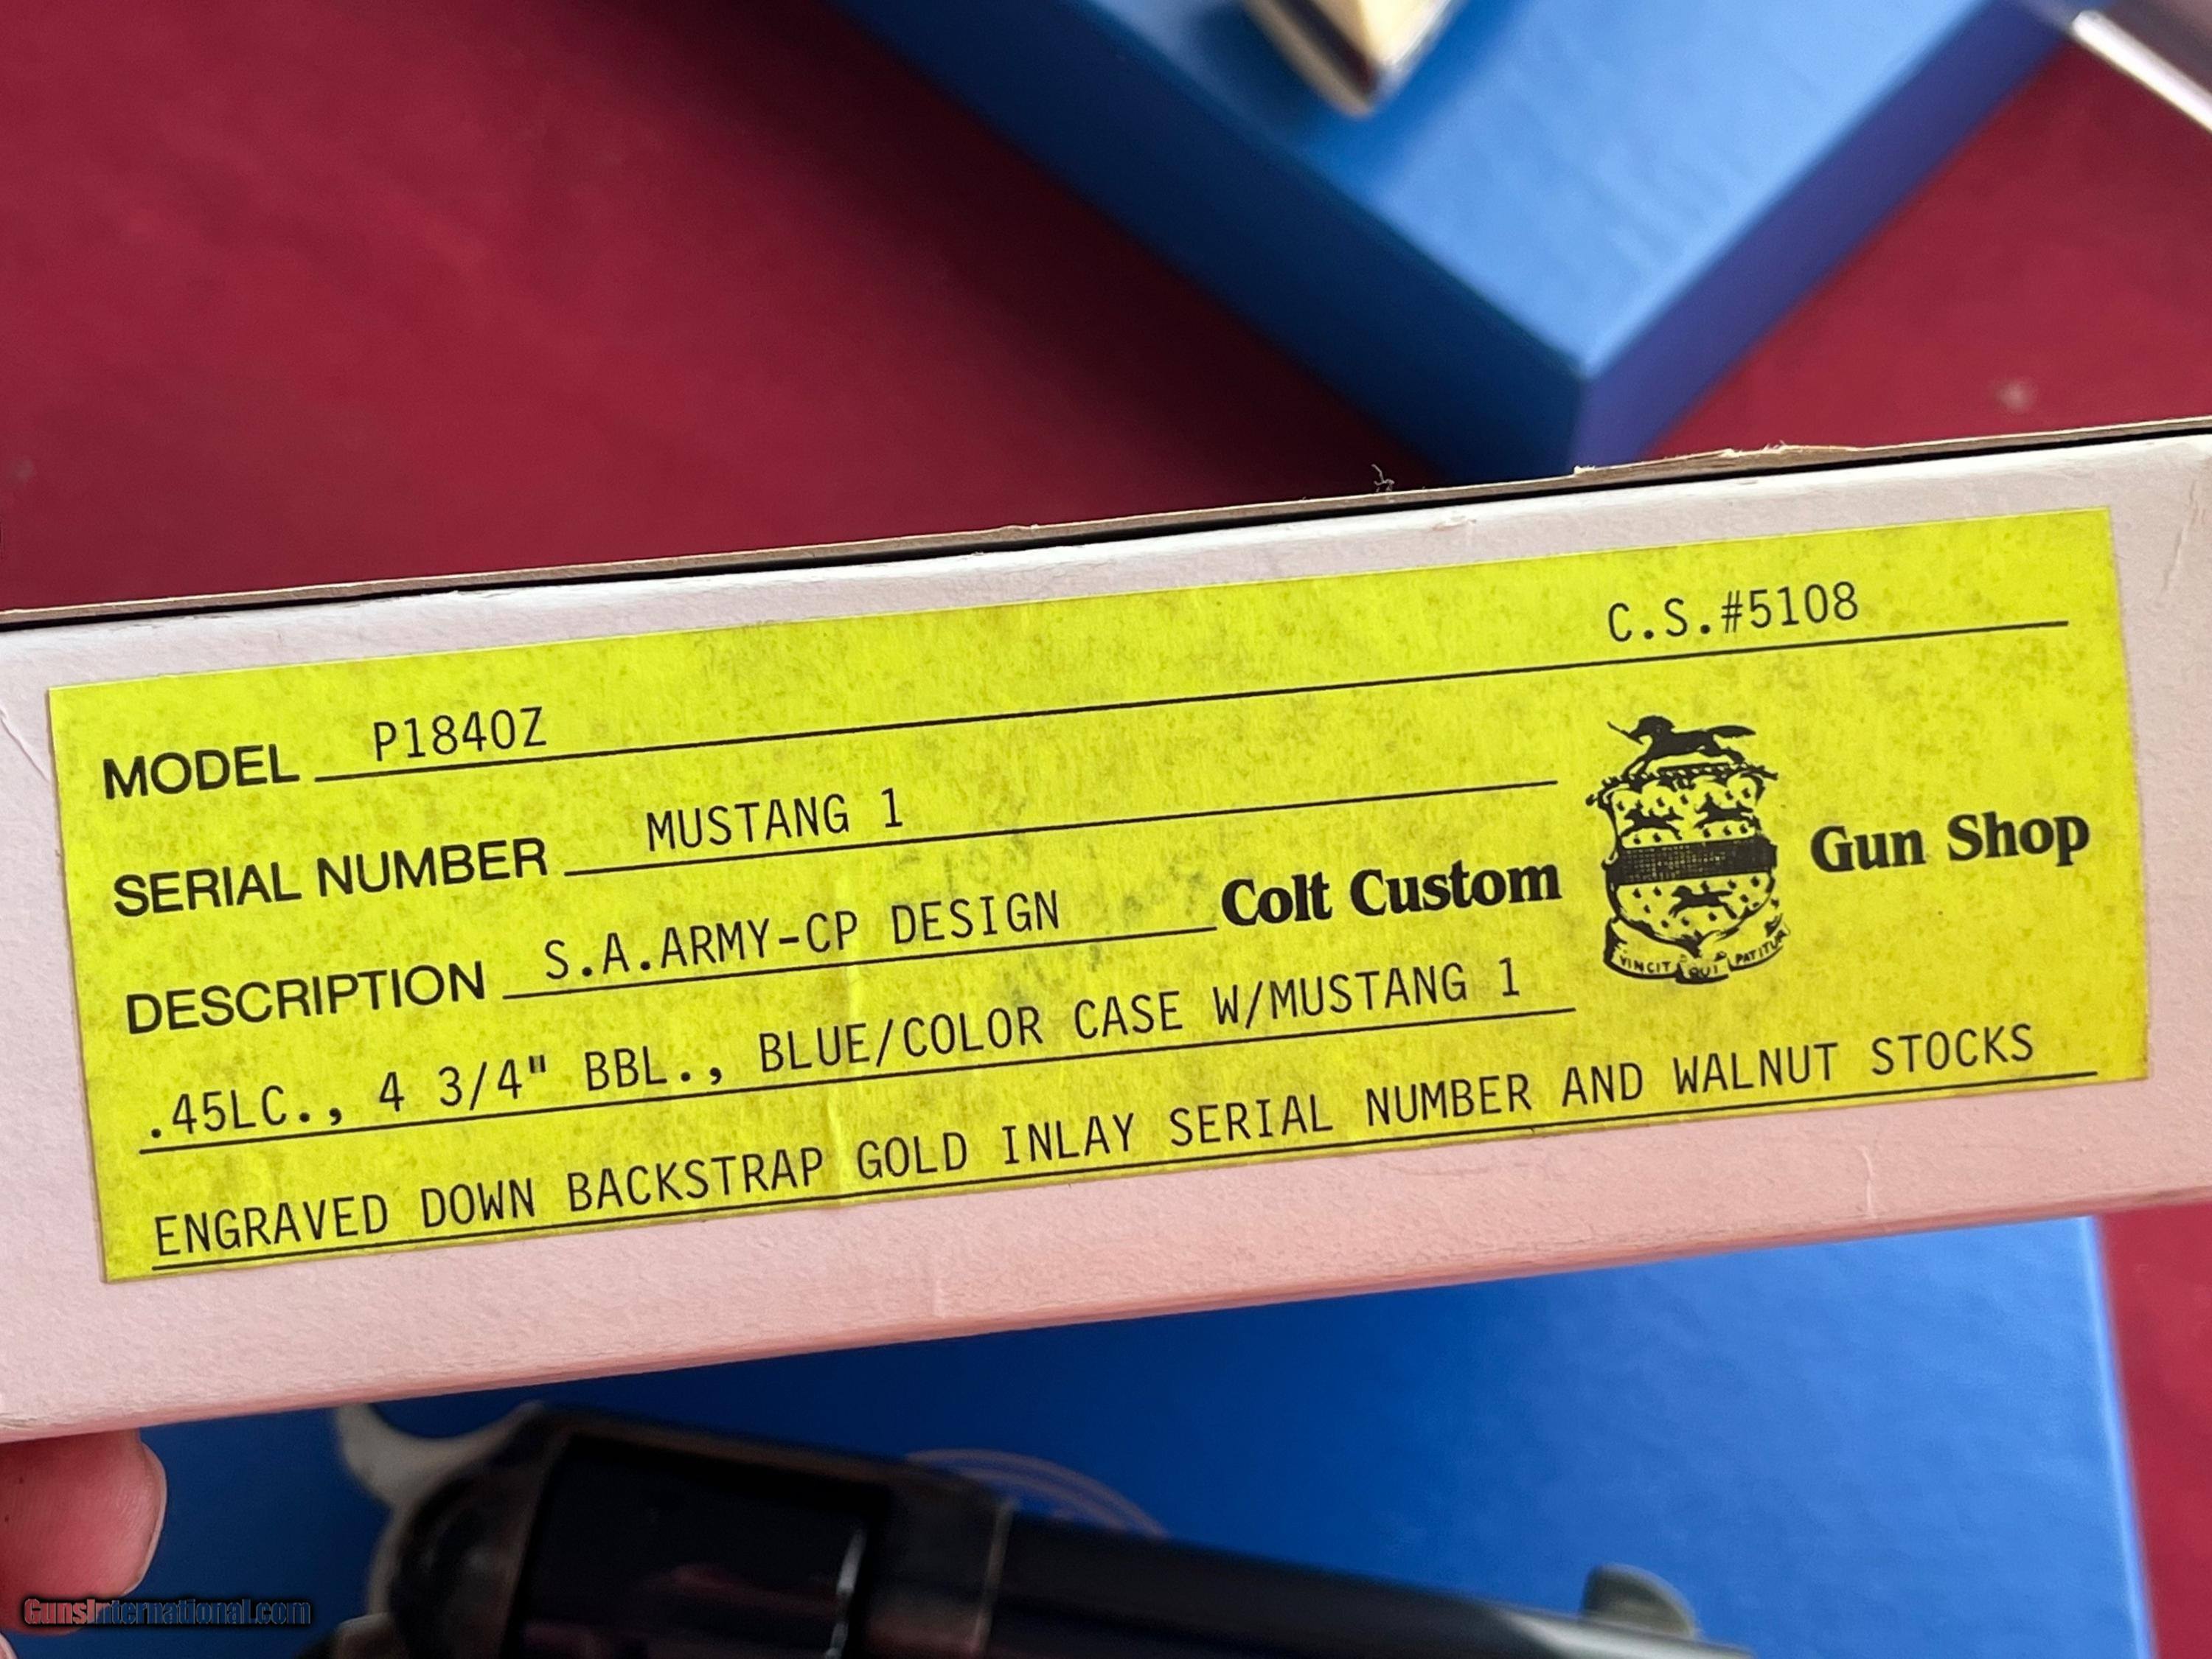 C.S.#5108
MODEL P1840Z
SERIAL NUMBER MUSTANG 1
DESCRIPTION S.A.ARMY-CP DESIGN
Colt Custom Gun Shop
VINCIT QUI PATITUR
.45LC., 4 3/4" BBL., BLUE/COLOR CASE W/MUSTANG 1
ENGRAVED DOWN BACKSTRAP GOLD INLAY SERIAL NUMBER AND WALNUT STOCKS
GunsInternational.com